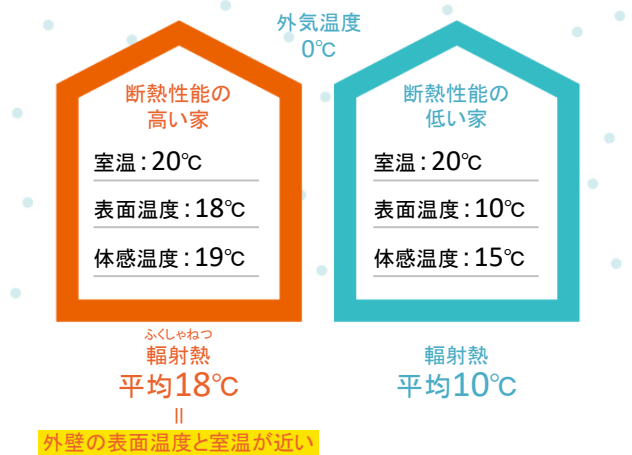 外気温度
0℃
断熱性能の
高い家
室温：20℃
表面温度：18℃
体感温度：19℃
断熱性能の
低い家
室温：20℃
表面温度：10℃
体感温度：15℃
ふくしゃねつ
輻射熱
平均18℃
＝
外壁の表面温度と室温が近い
輻射熱
平均10℃